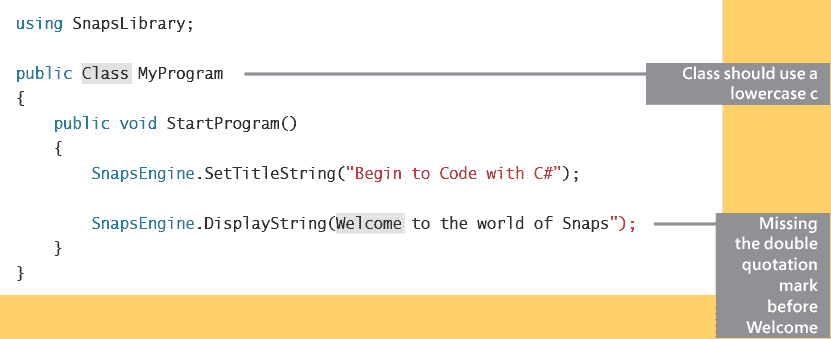 using SnapsLibrary;
public Class MyProgram
Class should use a
lowercase c
{
    public void StartProgram()
    {
        SnapsEngine.SetTitleString("Begin to Code with C#");
        SnapsEngine.DisplayString(Welcome to the world of Snaps");
    }
}
Missing
the double
quotation
mark
before
Welcome